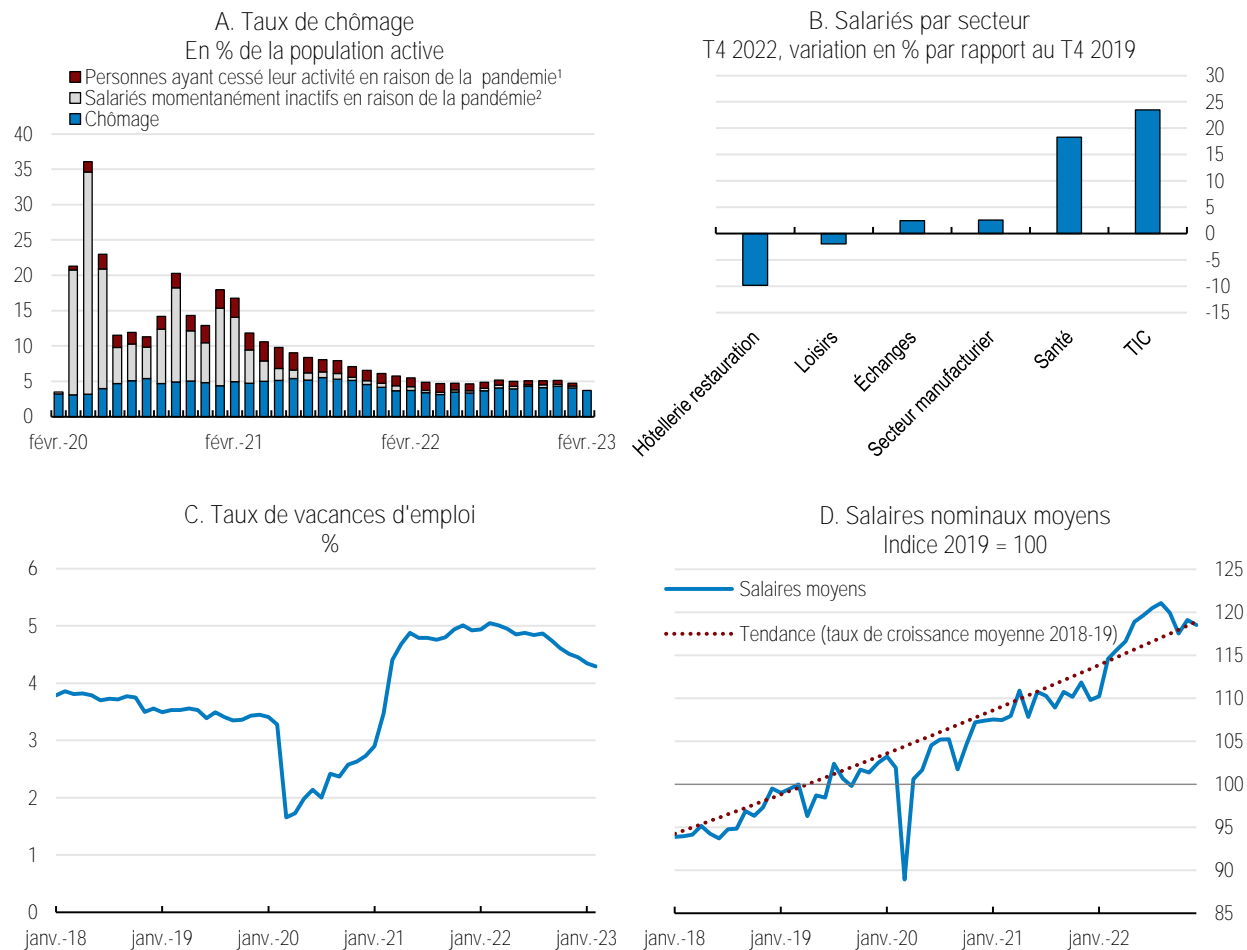 A. Taux de chômage
En % de la population active
Personnes ayant cessé leur activité en raison de la pandemie¹
Salariés momentanément inactifs en raison de la pandémie²
Chômage
40
35
30
25
20
15
10
5
0
févr.-20
févr.-21
févr.-22
févr.-23
B. Salariés par secteur
T4 2022, variation en % par rapport au T4 2019
30
25
20
15
10
5
0
-5
-10
-15
Hôtellerie restauration
Loisirs
Échanges
Secteur manufacturier
Santé
TIC
C. Taux de vacances d'emploi
%
6
5
4
3
2
1
0
janv.-18
janv.-19
janv.-20
janv.-21
janv.-22
janv.-23
D. Salaires nominaux moyens
Indice 2019 = 100
Salaires moyens
Tendance (taux de croissance moyenne 2018-19)
125
120
115
110
105
100
95
90
85
janv.-18
janv.-19
janv.-20
janv.-21
janv.-22